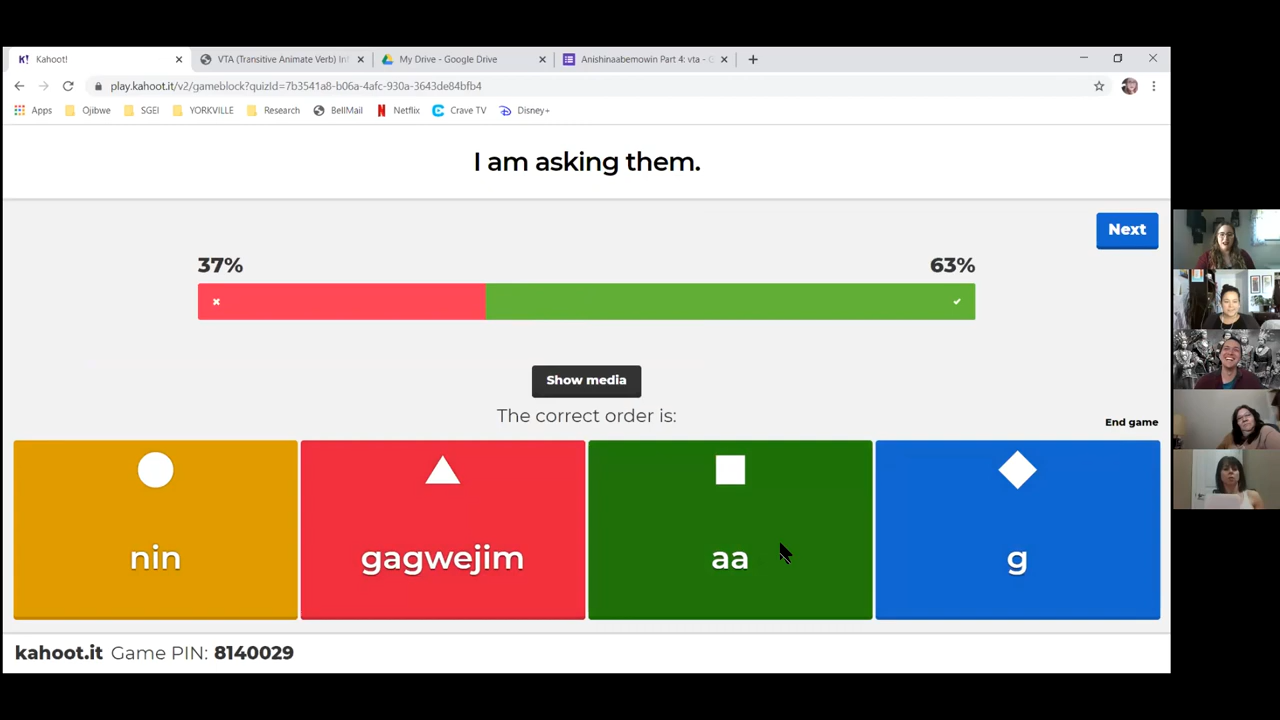 K! Kahoot!
VTA (Transitive Animate Verb) In
My Drive - Google Drive
Anishinaabemowin Part 4: vta - G
play.kahoot.it/v2/gameblock?quizId=7b3541a8-b06a-4afc-930a-3643de84bfb4
Apps Ojibwe SGEI YORKVILLE Research BellMail Netflix Crave TV Disney+
I am asking them.
Next
37% 63%
Show media
The correct order is:
End game
nin gagwejim aa g
kahoot.it Game PIN: 8140029